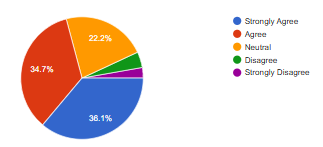 22.2%
34.7%
36.1%
Strongly Agree
Agree
Neutral
Disagree
Strongly Disagree